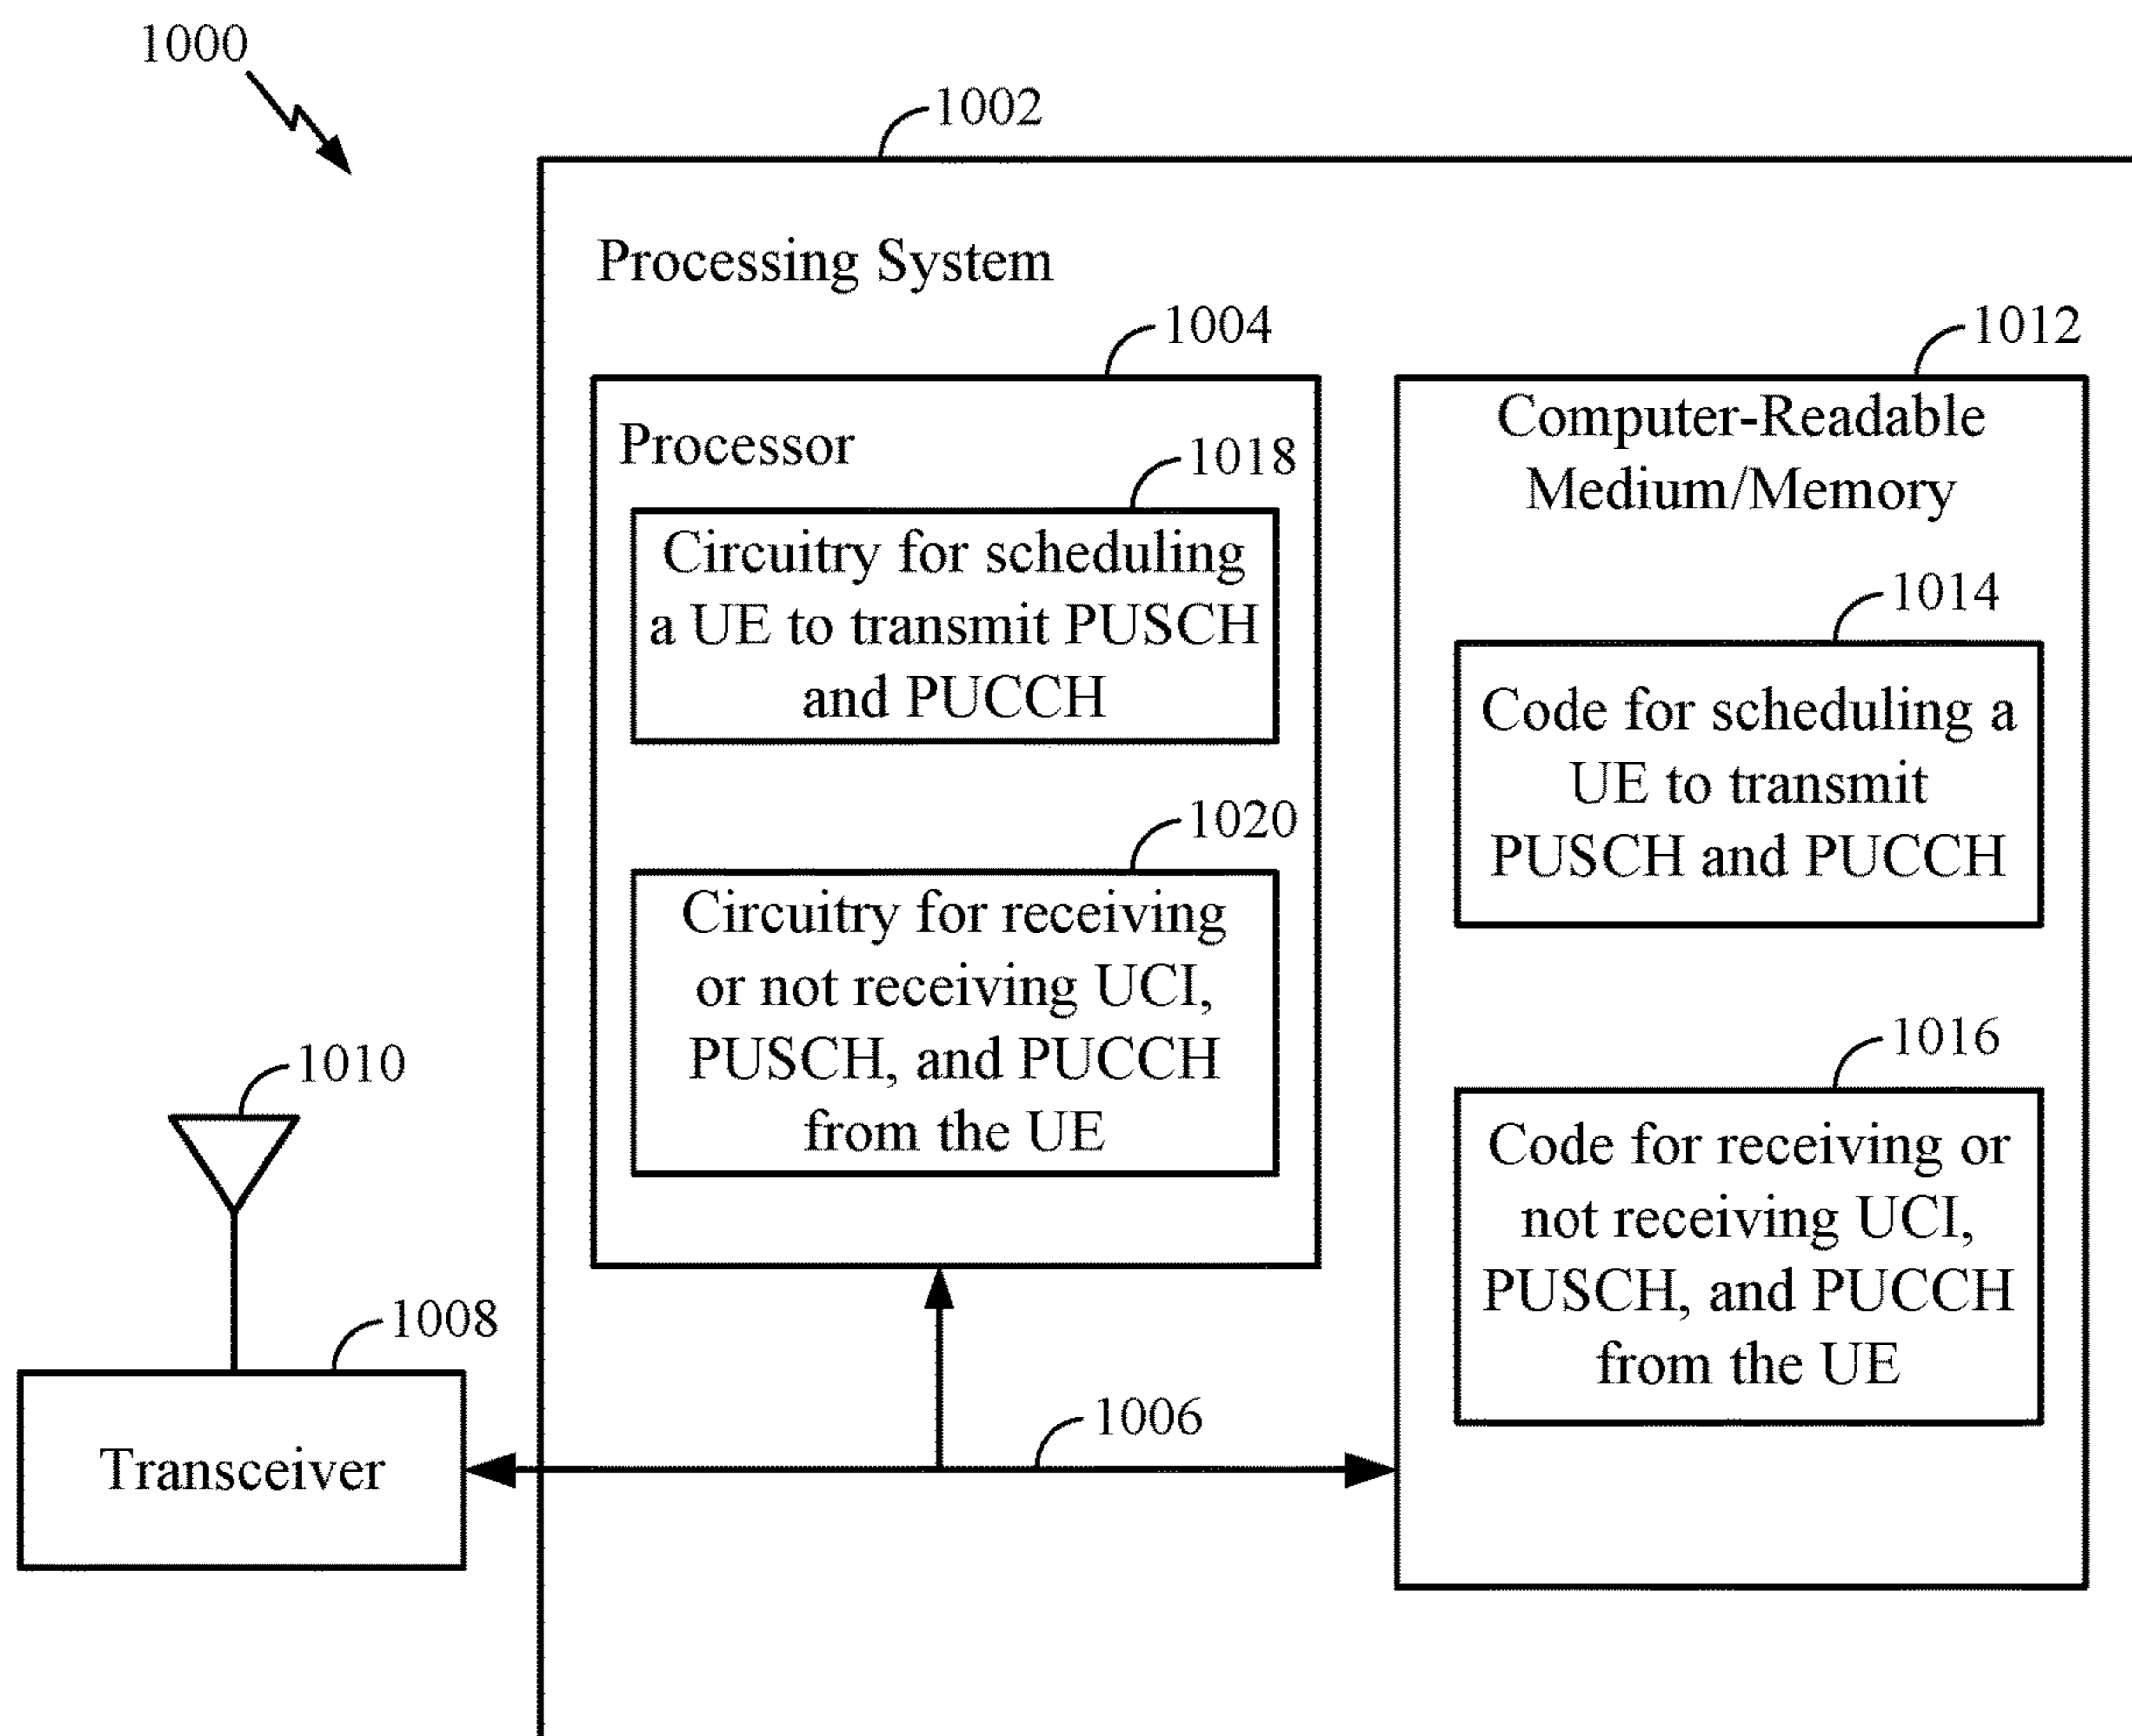 1000
1002
Processing System
1004
Processor
1018
Circuitry for scheduling
a UE to transmit PUSCH
and PUCCH
1020
Circuitry for receiving
or not receiving UCI,
PUSCH, and PUCCH
from the UE
1012
Computer-Readable
Medium/Memory
1014
Code for scheduling a
UE to transmit
PUSCH and PUCCH
1016
Code for receiving or
not receiving UCI,
PUSCH, and PUCCH
from the UE
1010
1008
Transceiver
1006